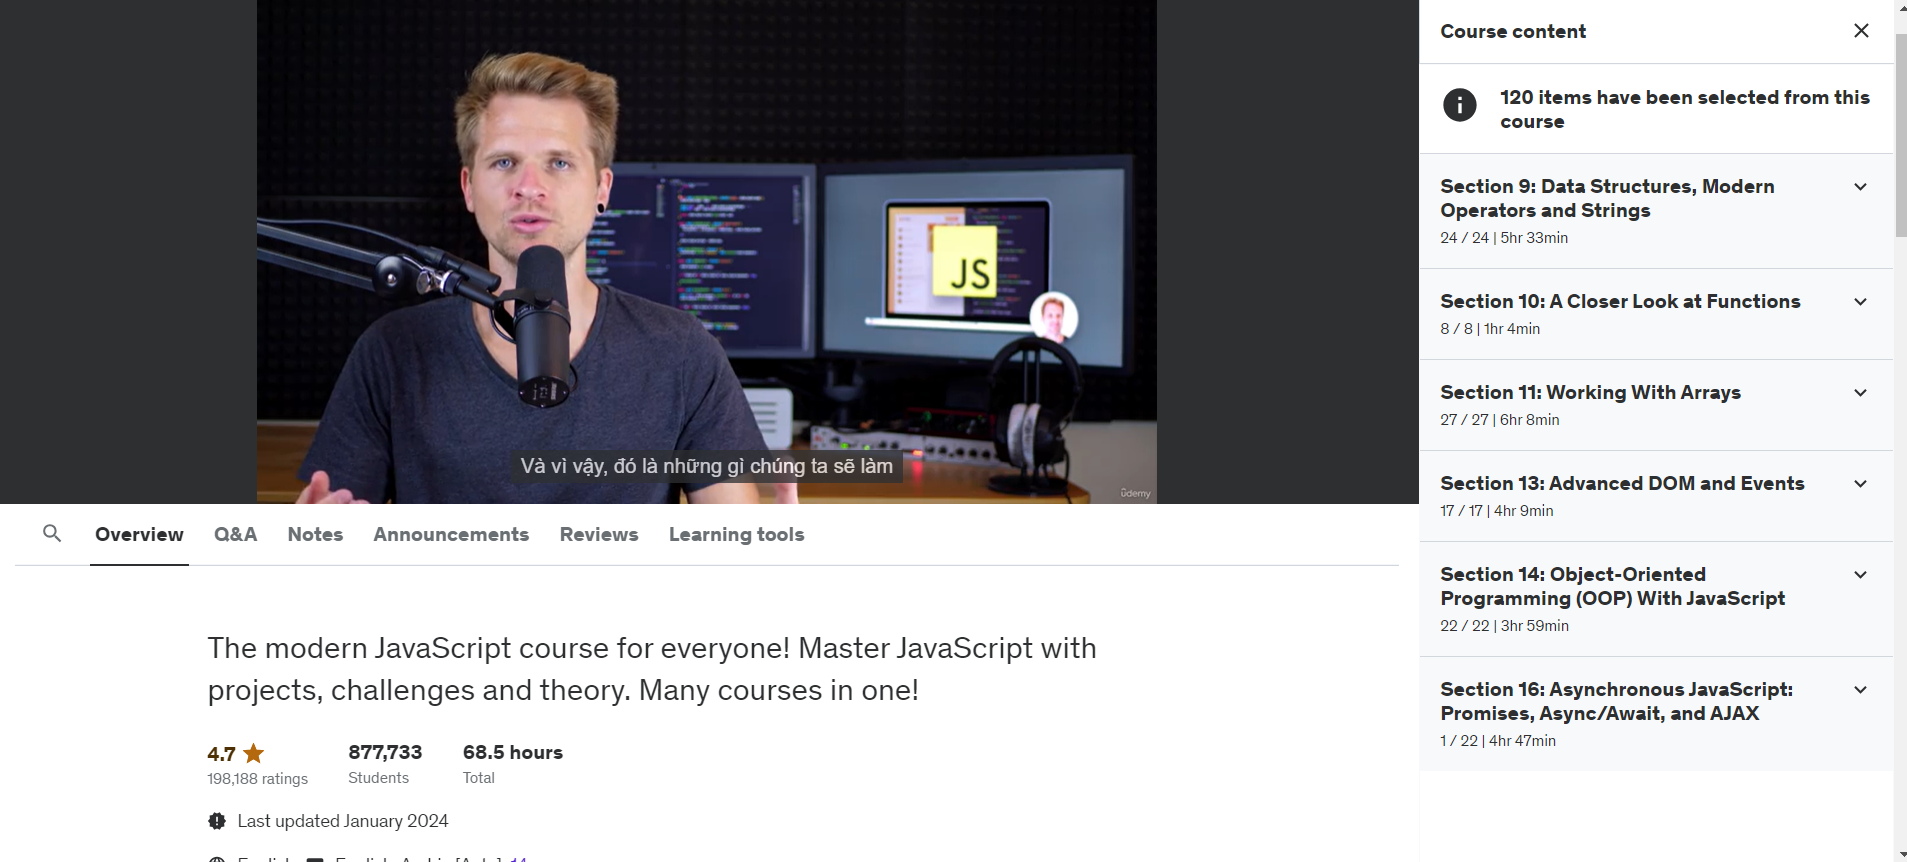 JS
Và vì vậy, đó là những gì chúng ta sẽ làm
ûdemy
Overview
Q&A
Notes
Announcements
Reviews
Learning tools
The modern JavaScript course for everyone! Master JavaScript with
projects, challenges and theory. Many courses in one!
4.7
877,733
68.5 hours
198,188 ratings
Students
Total
Last updated January 2024
Course content
120 items have been selected from this
course
Section 9: Data Structures, Modern
Operators and Strings
24 / 24 | 5hr 33min
Section 10: A Closer Look at Functions
8 / 8 | 1hr 4min
Section 11: Working With Arrays
27 / 27 | 6hr 8min
Section 13: Advanced DOM and Events
17 / 17 | 4hr 9min
Section 14: Object-Oriented
Programming (OOP) With JavaScript
22 / 22 | 3hr 59min
Section 16: Asynchronous JavaScript:
Promises, Async/Await, and AJAX
1 / 22 | 4hr 47min